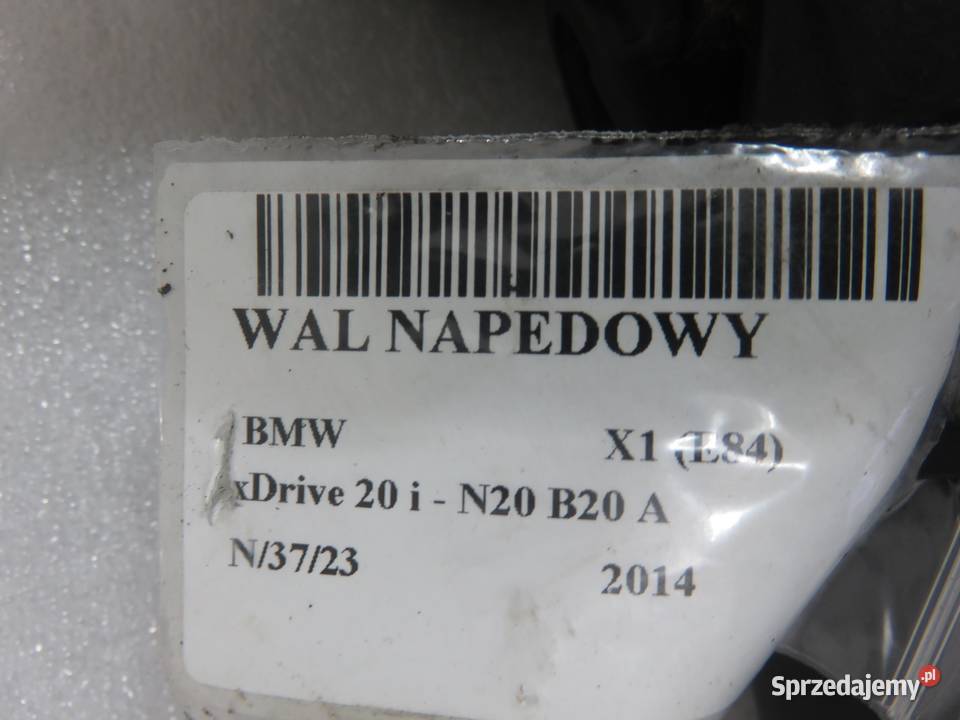 WAL NAPEDOWY
BMW X1 (E84)
xDrive 20 i - N20 B20 A
N/37/23 2014
Sprzedajemy.pl